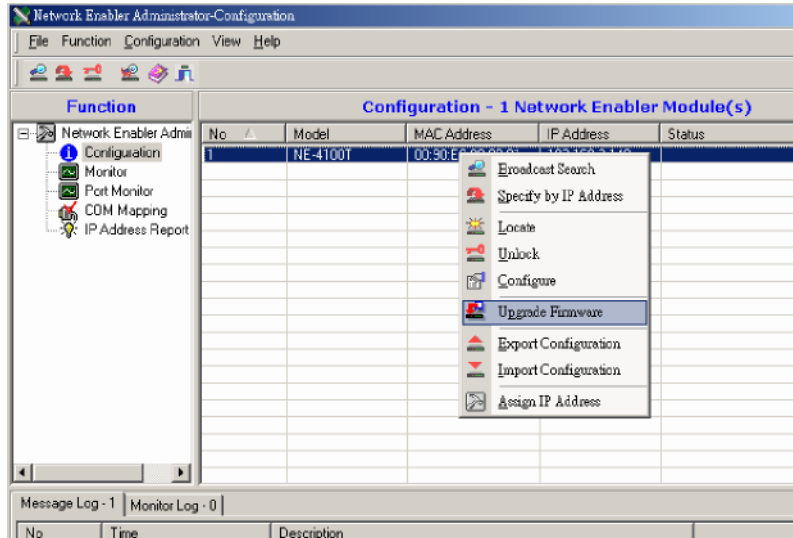 Network Enabler Administrator-Configuration
File Function Configuration View Help
Function
Configuration - 1 Network Enabler Module(s)
Network Enabler Admi
Configuration
Monitor
Port Monitor
COM Mapping
IP Address Report
No Model MAC Address IP Address Status
1 NE-4100T
Broadcast Search
Specify by IP Address
Locate
Unlock
Configure
Upgrade Firmware
Export Configuration
Import Configuration
Assign IP Address
Message Log - 1 Monitor Log - 0
No Time Description